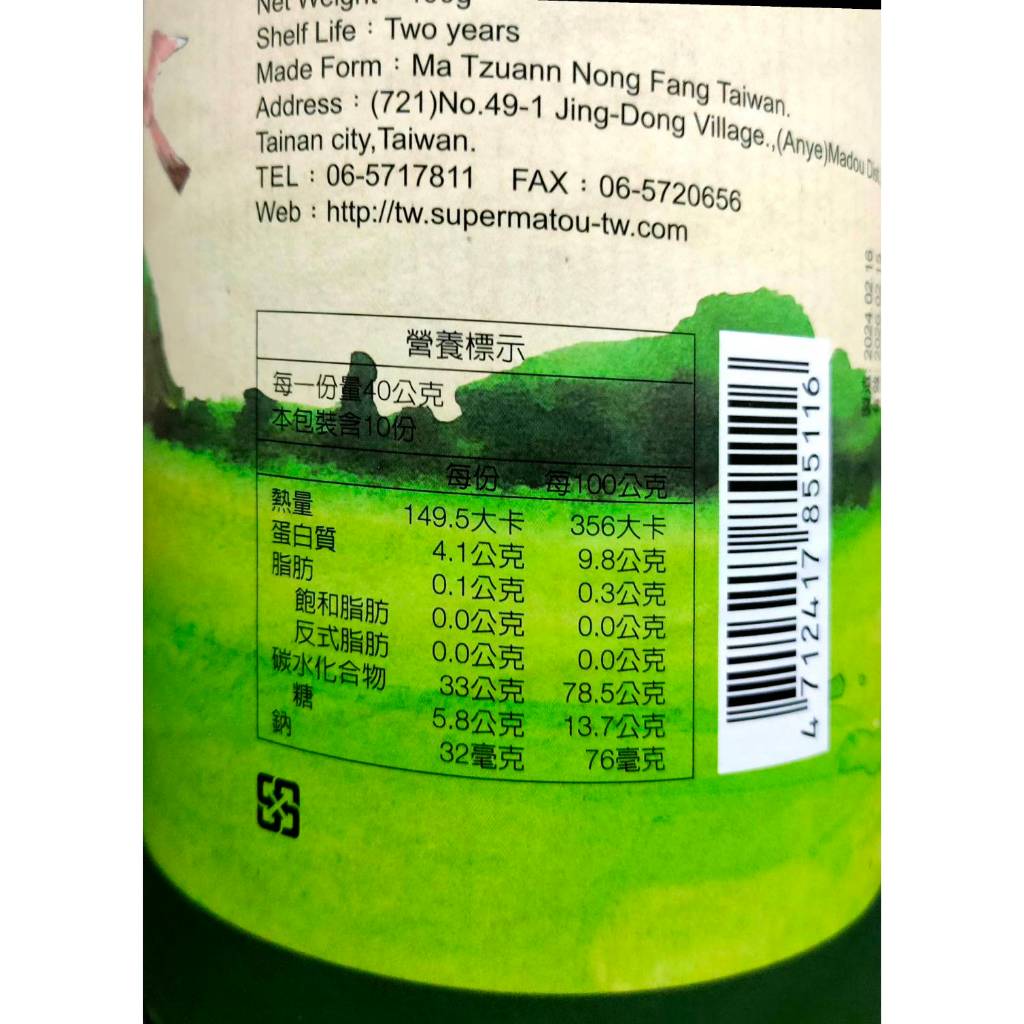 Net Weight
Shelf Life：Two years
Made Form：Ma Tzuann Nong Fang Taiwan.
Address：(721)No.49-1 Jing-Dong Village.,(Anye)Madou Dist.
Tainan city,Taiwan.
TEL：06-5717811 FAX：06-5720656
Web：http://tw.supermatou-tw.com
營養標示
每一份量40公克
本包裝含10份
每份 每100公克
熱量 149.5大卡 356大卡
蛋白質 4.1公克 9.8公克
脂肪 0.1公克 0.3公克
飽和脂肪 0.0公克 0.0公克
反式脂肪 0.0公克 0.0公克
碳水化合物 33公克 78.5公克
糖 5.8公克 13.7公克
鈉 32毫克 76毫克
4 712417 855116
2024 02 16